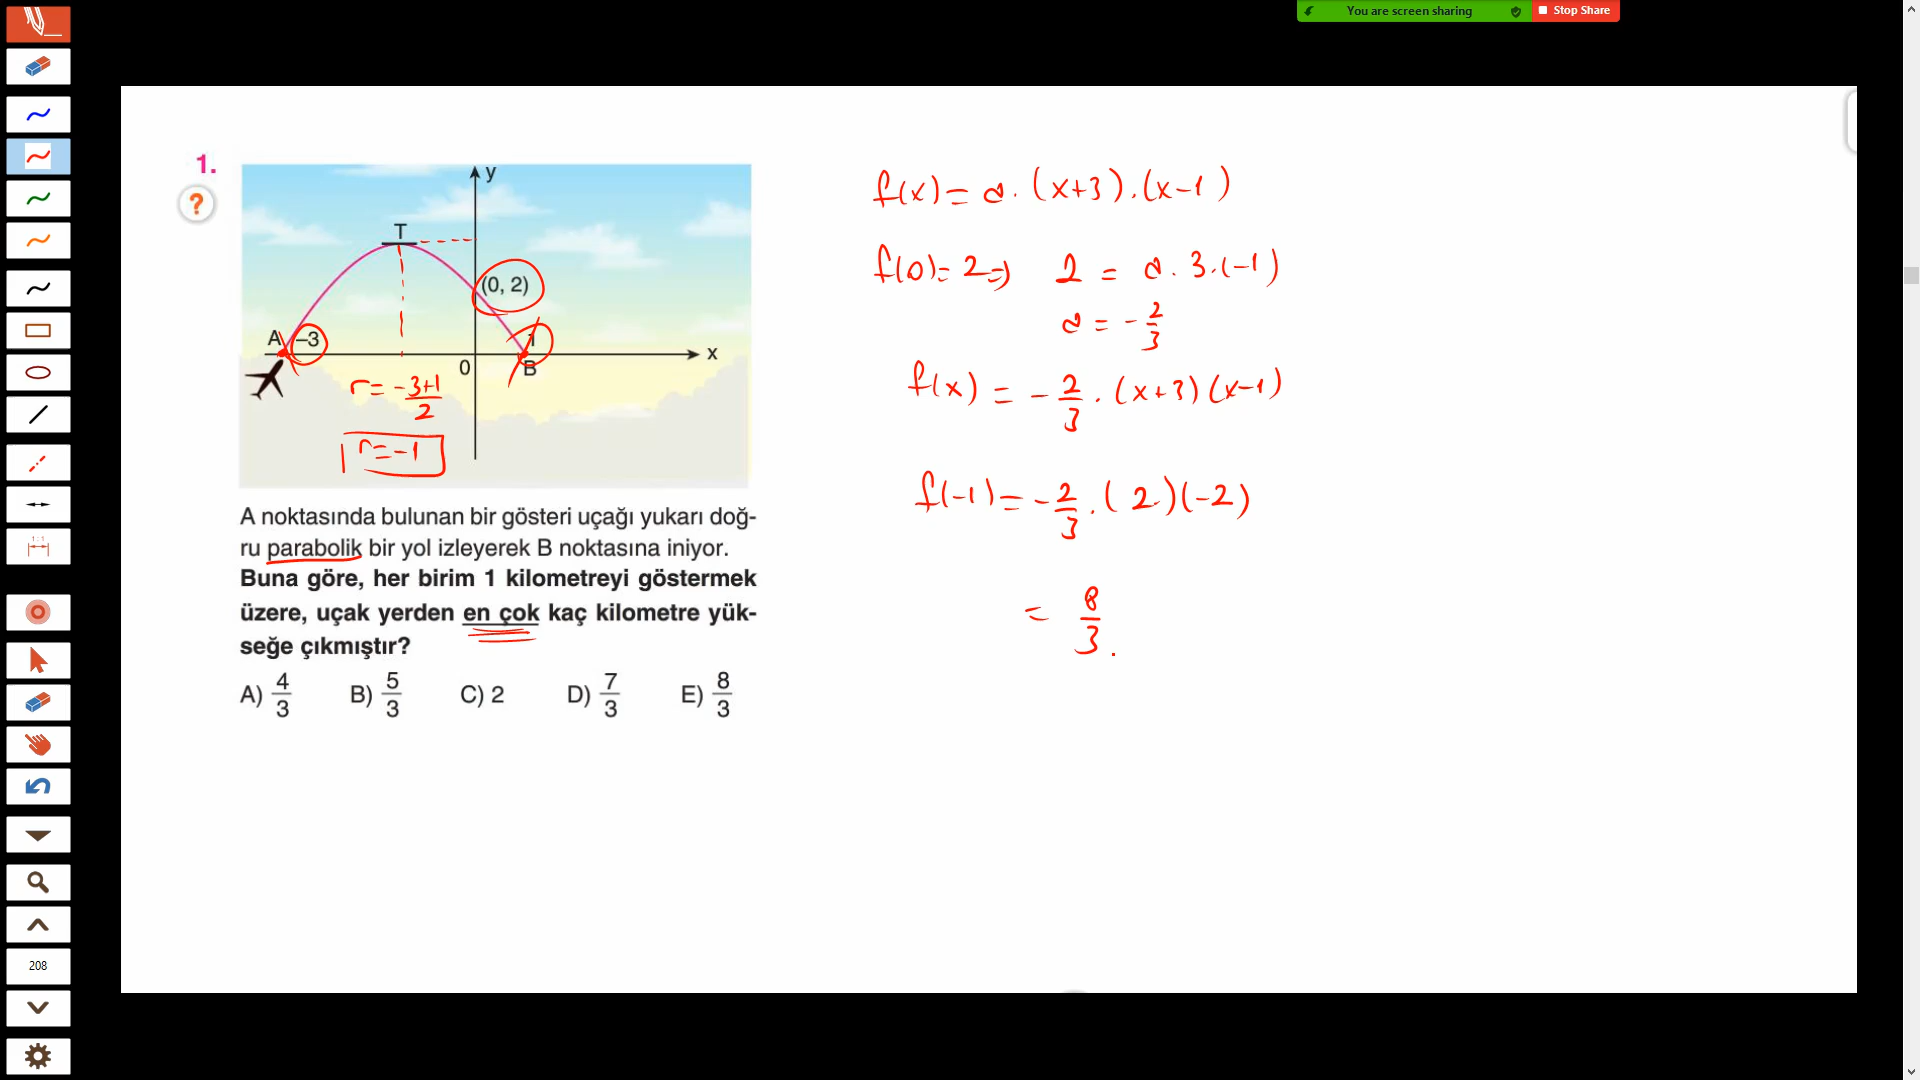 You are screen sharing
Stop Share
1.
?
y
T
(0, 2)
A
–3
1
x
0
B
r = -3+1/2
r = -1
A noktasında bulunan bir gösteri uçağı yukarı doğ-
ru parabolik bir yol izleyerek B noktasına iniyor.
Buna göre, her birim 1 kilometreyi göstermek
üzere, uçak yerden en çok kaç kilometre yük-
seğe çıkmıştır?
A) 4/3 B) 5/3 C) 2 D) 7/3 E) 8/3
f(x) = a.(x+3).(x-1)
f(0) = 2 ⇒ 2 = a.3.(-1)
a = -2/3
f(x) = -2/3.(x+3)(x-1)
f(-1) = -2/3.(2)(-2)
= 8/3.
1:1
208